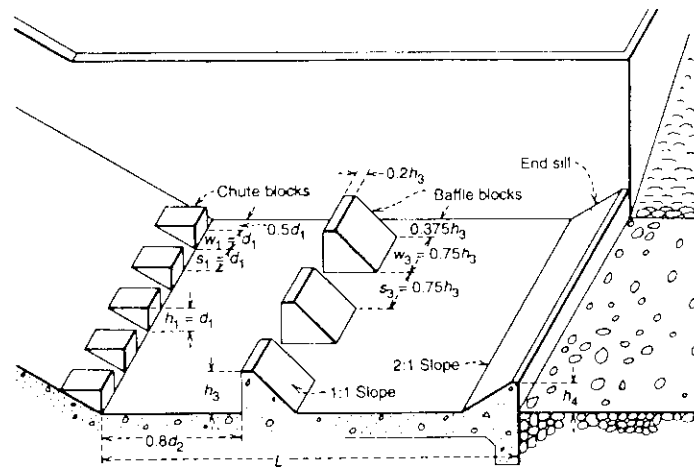 End sill
0.2h₃
Chute blocks
Baffle blocks
0.5d₁
0.375h₃
w₁ = d₁
w₃ = 0.75h₃
s₁ = d₁
s₃ = 0.75h₃
h₁ = d₁
2:1 Slope
h₃
1:1 Slope
h₄
0.8d₂
L